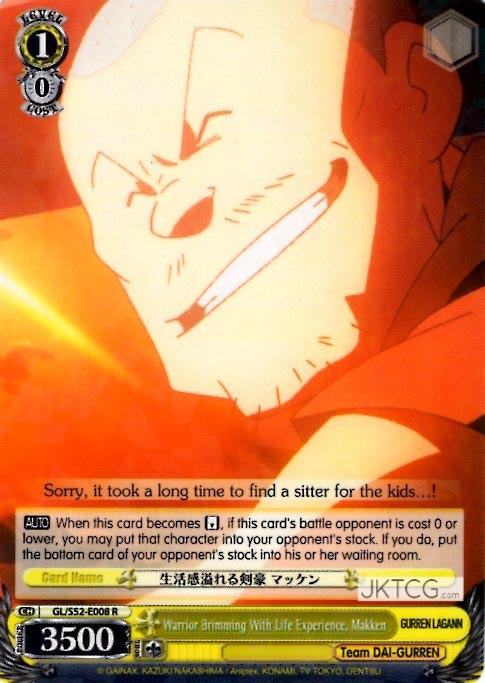 LEVEL
1
0
COST
Sorry, it took a long time to find a sitter for the kids...!
AUTO When this card becomes , if this card's battle opponent is cost 0 or
lower, you may put that character into your opponent's stock. If you do, put
the bottom card of your opponent's stock into his or her waiting room.
Card Name 生活感溢れる剣豪 マッケン
JKTCG.com
CH GL/S52-E008 R
POWER 3500 SOUL
Warrior Brimming With Life Experience, Makken GURREN LAGANN
Team DAI-GURREN
© GAINAX, KAZUKI NAKASHIMA / Aniplex, KONAMI, TV TOKYO, DENTSU